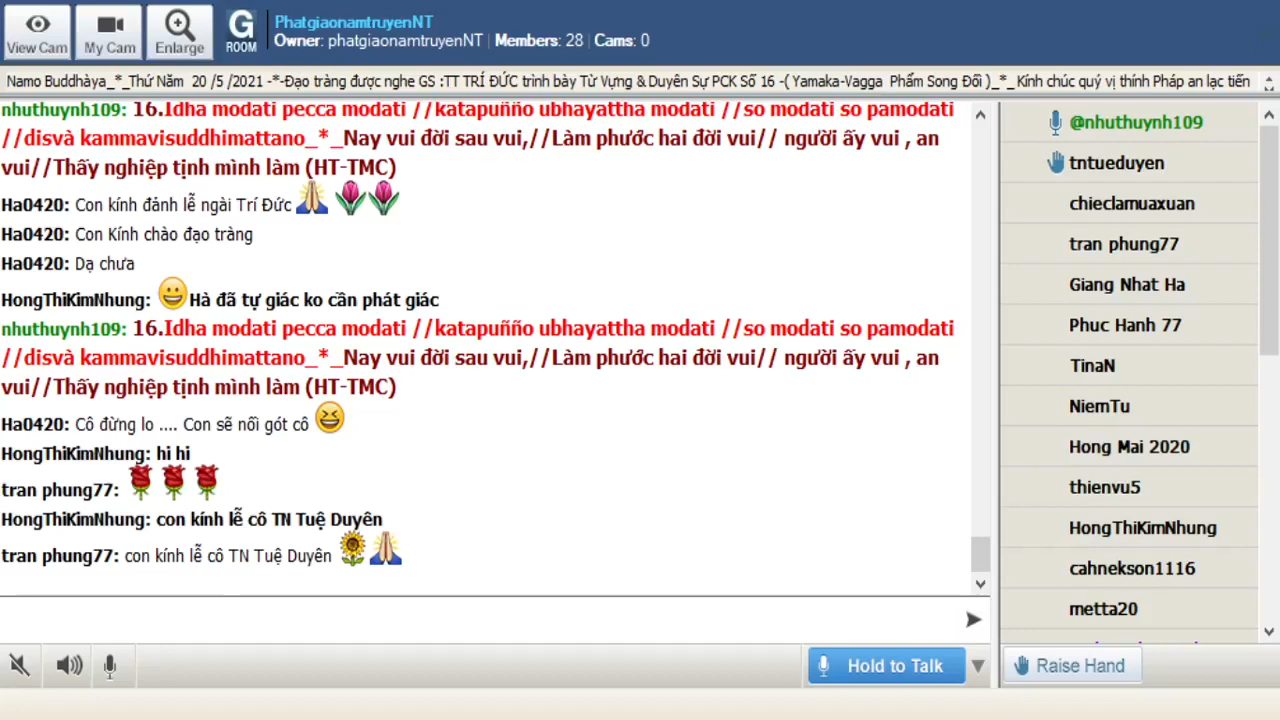 View Cam
My Cam
Enlarge
G
ROOM
PhatgiaonamtruyenNT
Owner: phatgiaonamtruyenNT | Members: 28 | Cams: 0
Namo Buddhàya_*_Thứ Năm 20 /5 /2021 -*-Đạo tràng được nghe GS :TT TRÍ ĐỨC trình bày Từ Vựng & Duyên Sự PCK Số 16 -( Yamaka-Vagga Phẩm Song Đối )_*_ Kính chúc quý vị thính Pháp an lạc tiến
nhuthuynh109: 16.Idha modati pecca modati //katapuñño ubhayattha modati //so modati so pamodati
//disvà kammavisuddhimattano_*_Nay vui đời sau vui,//Làm phước hai đời vui// người ấy vui , an
vui//Thấy nghiệp tịnh mình làm (HT-TMC)
Ha0420: Con kính đảnh lễ ngài Trí Đức
Ha0420: Con Kính chào đạo tràng
Ha0420: Dạ chưa
HongThiKimNhung: Hà đã tự giác ko cần phát giác
nhuthuynh109: 16.Idha modati pecca modati //katapuñño ubhayattha modati //so modati so pamodati
//disvà kammavisuddhimattano_*_Nay vui đời sau vui,//Làm phước hai đời vui// người ấy vui , an
vui//Thấy nghiệp tịnh mình làm (HT-TMC)
Ha0420: Cô đừng lo .... Con sẽ nối gót cô
HongThiKimNhung: hi hi
tran phung77:
HongThiKimNhung: con kính lễ cô TN Tuệ Duyên
tran phung77: con kính lễ cô TN Tuệ Duyên
@nhuthuynh109
tntueduyen
chieclamuaxuan
tran phung77
Giang Nhat Ha
Phuc Hanh 77
TinaN
NiemTu
Hong Mai 2020
thienvu5
HongThiKimNhung
cahnekson1116
metta20
Hold to Talk
Raise Hand